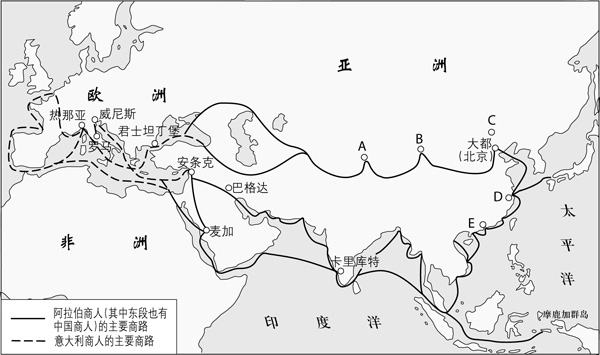 亚 洲
欧 洲
热那亚
威尼斯
罗马
君士坦丁堡
安条克
巴格达
麦加
非 洲
A
B
C
大都
(北京)
D
E
太平洋
卡里库特
印 度 洋
摩鹿加群岛
阿拉伯商人(其中东段也有
中国商人)的主要商路
意大利商人的主要商路